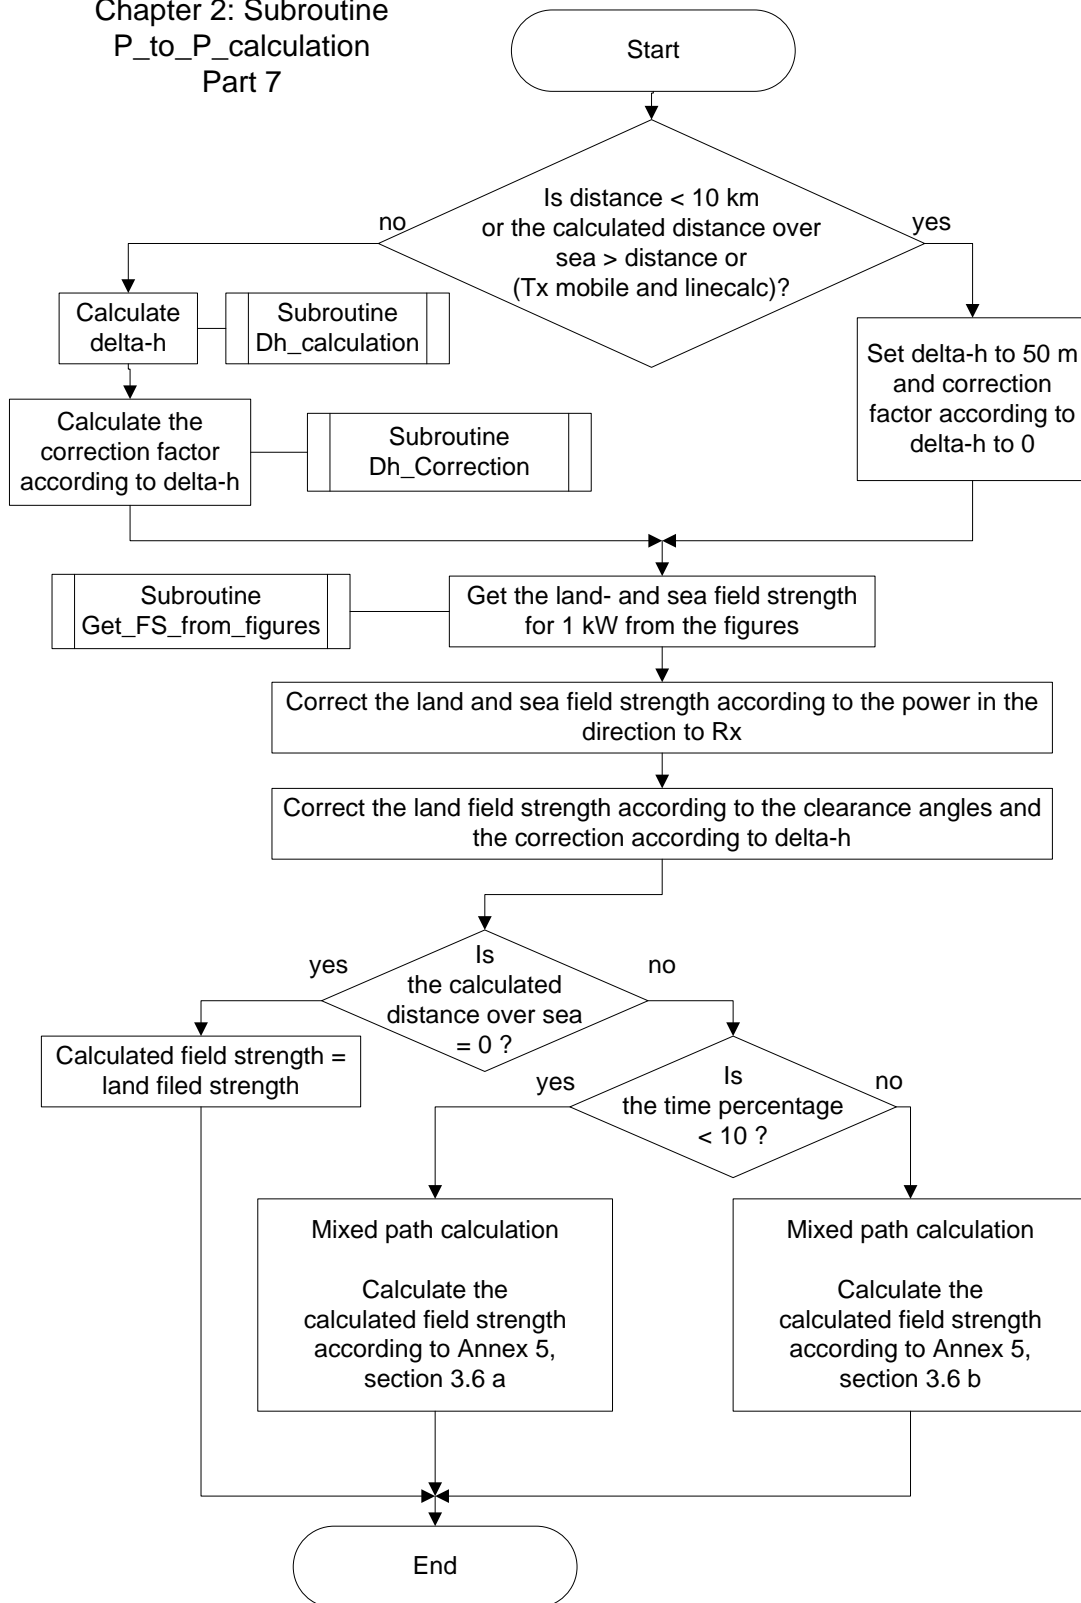 Chapter 2: Subroutine
P_to_P_calculation
Part 7
Start
Is distance < 10 km
or the calculated distance over
sea > distance or
(Tx mobile and linecalc)?
no
yes
Calculate
delta-h
Subroutine
Dh_calculation
Set delta-h to 50 m
and correction
factor according to
delta-h to 0
Calculate the
correction factor
according to delta-h
Subroutine
Dh_Correction
Subroutine
Get_FS_from_figures
Get the land- and sea field strength
for 1 kW from the figures
Correct the land and sea field strength according to the power in the
direction to Rx
Correct the land field strength according to the clearance angles and
the correction according to delta-h
Is
the calculated
distance over sea
= 0 ?
yes
no
Calculated field strength =
land filed strength
Is
the time percentage
< 10 ?
yes
no
Mixed path calculation
Calculate the
calculated field strength
according to Annex 5,
section 3.6 a
Mixed path calculation
Calculate the
calculated field strength
according to Annex 5,
section 3.6 b
End